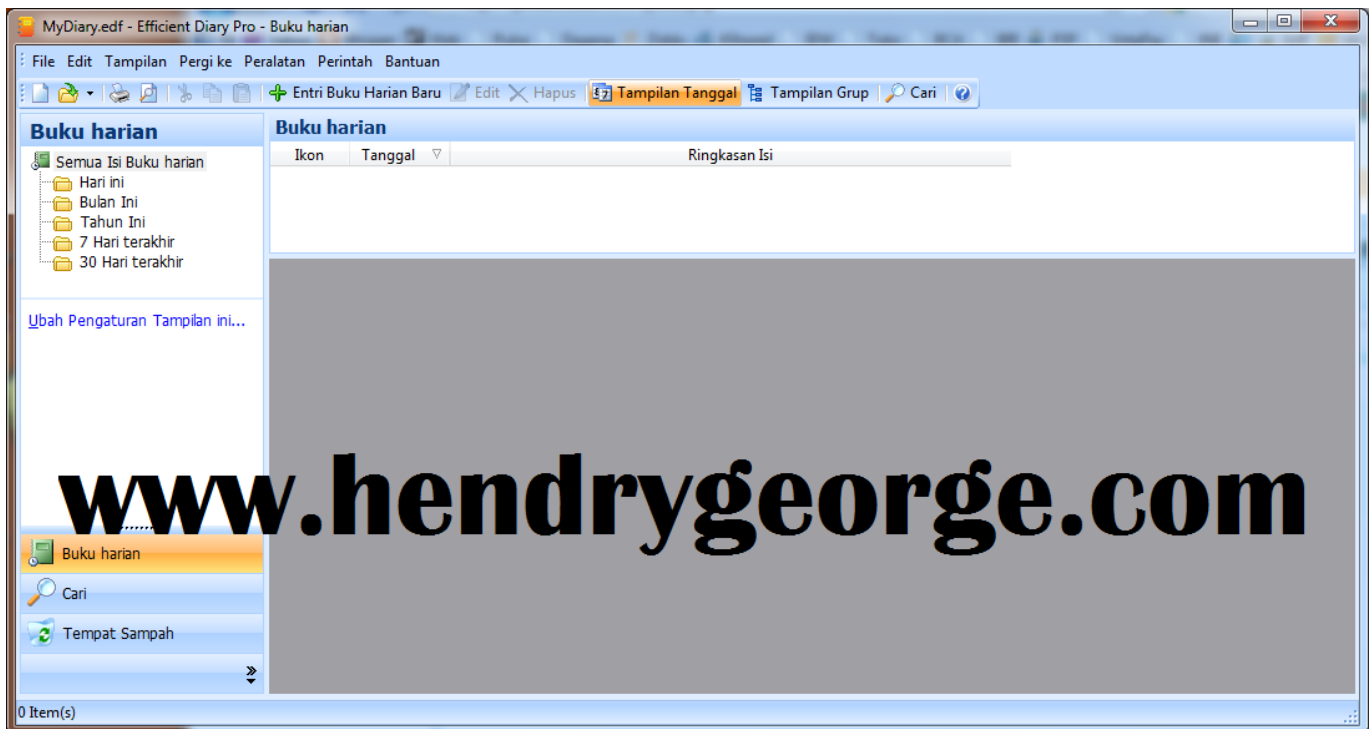 MyDiary.edf - Efficient Diary Pro - Buku harian
File Edit Tampilan Pergi ke Peralatan Perintah Bantuan
Entri Buku Harian Baru Edit Hapus Tampilan Tanggal Tampilan Grup Cari
Buku harian
Semua Isi Buku harian
Hari ini
Bulan Ini
Tahun Ini
7 Hari terakhir
30 Hari terakhir
Ubah Pengaturan Tampilan ini...
Buku harian
Ikon Tanggal Ringkasan Isi
www.hendrygeorge.com
Buku harian
Cari
Tempat Sampah
0 Item(s)